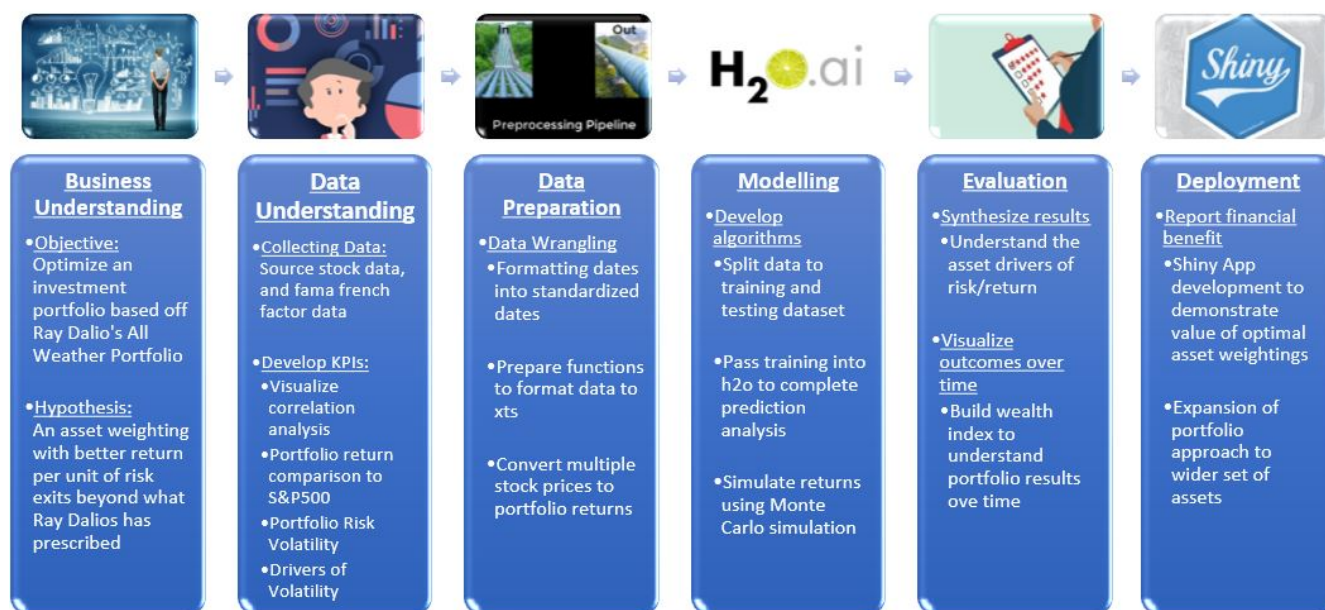 In
Out
Preprocessing Pipeline
H2O.ai
Shiny
Business
Understanding
•Objective:
Optimize an
investment
portfolio based off
Ray Dalio's All
Weather Portfolio
•Hypothesis:
An asset weighting
with better return
per unit of risk
exits beyond what
Ray Dalios has
prescribed
Data
Understanding
•Collecting Data:
Source stock data,
and fama french
factor data
•Develop KPIs:
•Visualize
correlation
analysis
•Portfolio return
comparison to
S&P500
•Portfolio Risk
Volatility
•Drivers of
Volatility
Data
Preparation
•Data Wrangling
•Formatting dates
into standardized
dates
•Prepare functions
to format data to
xts
•Convert multiple
stock prices to
portfolio returns
Modelling
•Develop
algorithms
•Split data to
training and
testing dataset
•Pass training into
h2o to complete
prediction
analysis
•Simulate returns
using Monte
Carlo simulation
Evaluation
•Synthesize results
•Understand the
asset drivers of
risk/return
•Visualize
outcomes over
time
•Build wealth
index to
understand
portfolio results
ove time
Deployment
•Report financial
benefit
•Shiny App
development to
demonstrate
value of optimal
asset weightings
•Expansion of
portfolio
approach to
wider set of
assets